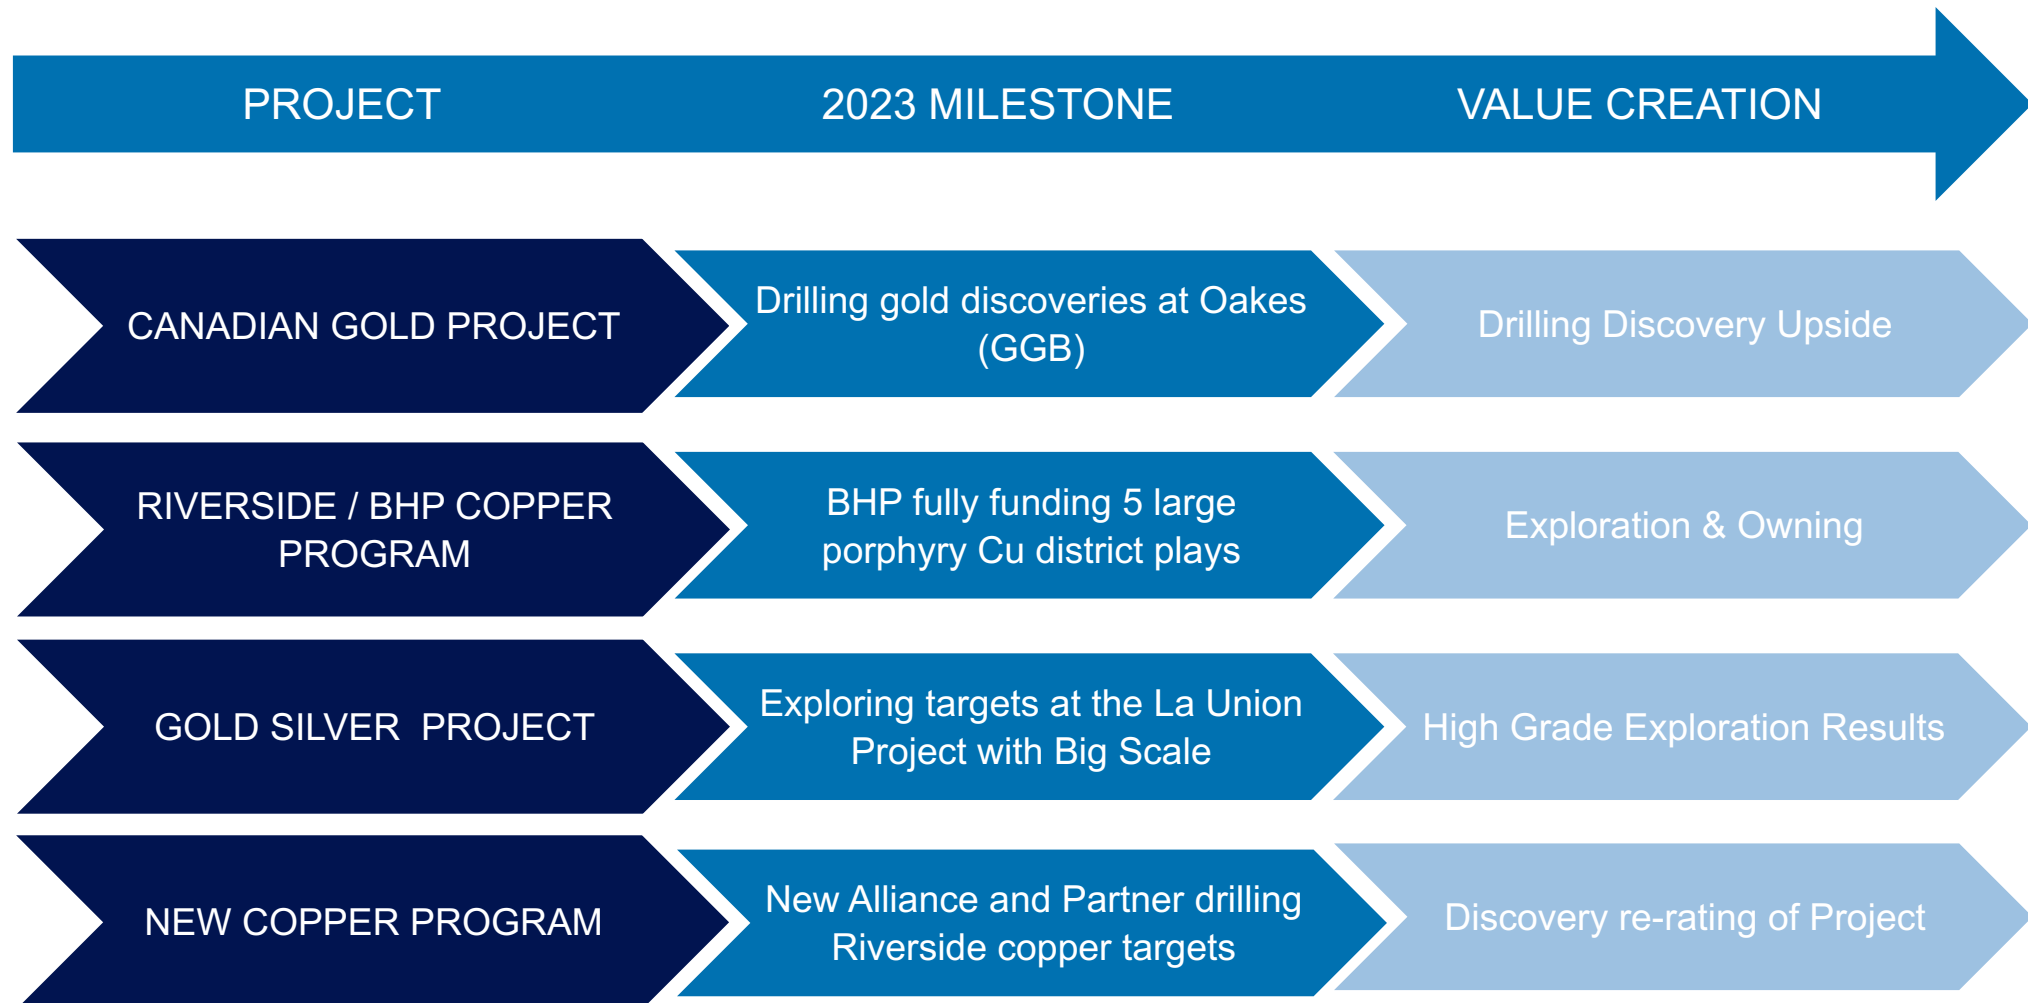 PROJECT
2023 MILESTONE
VALUE CREATION
CANADIAN GOLD PROJECT
Drilling gold discoveries at Oakes
(GGB)
Drilling Discovery Upside
RIVERSIDE / BHP COPPER
PROGRAM
BHP fully funding 5 large
porphyry Cu district plays
Exploration & Owning
GOLD SILVER  PROJECT
Exploring targets at the La Union
Project with Big Scale
High Grade Exploration Results
NEW COPPER PROGRAM
New Alliance and Partner drilling
Riverside copper targets
Discovery re-rating of Project